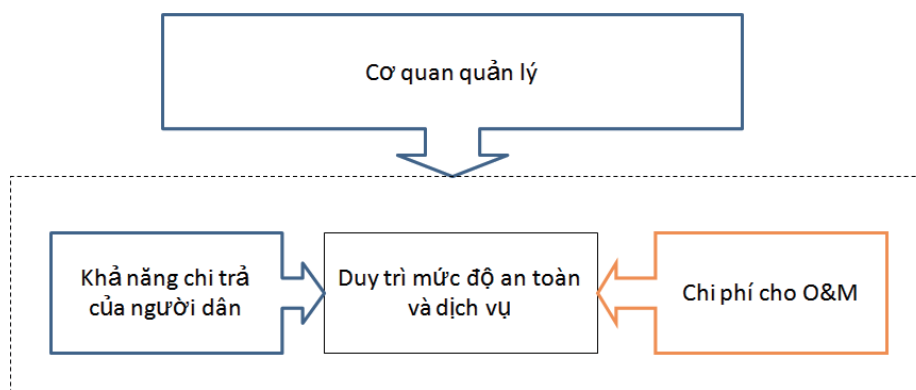 Cơ quan quản lý
Khả năng chi trả
của người dân
Duy trì mức độ an toàn
và dịch vụ
Chi phí cho O&M